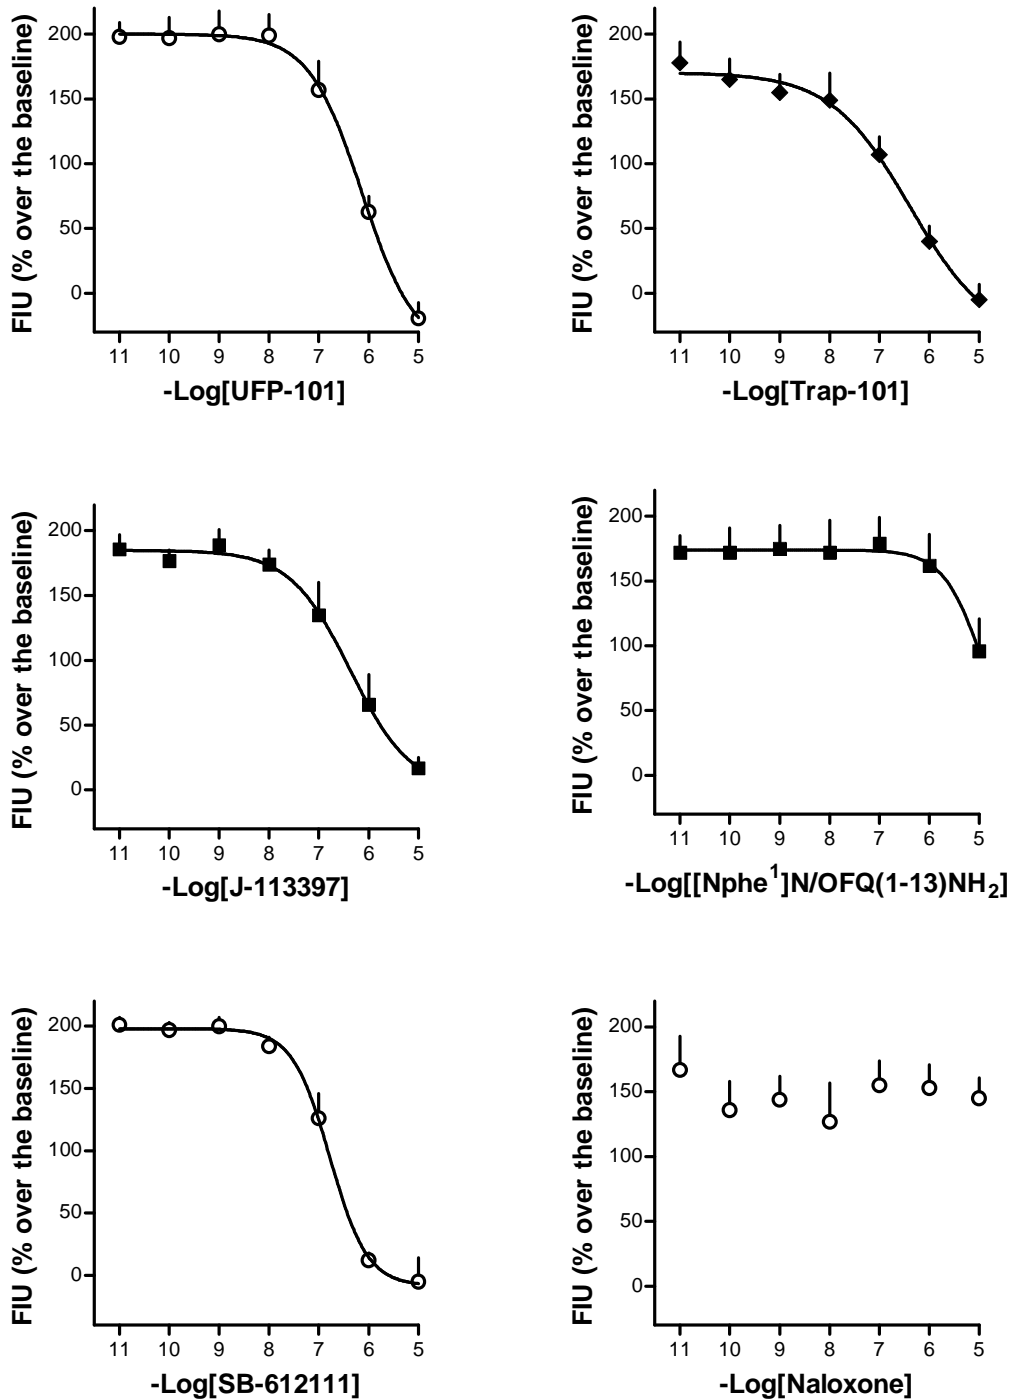 FIU (% over the baseline)
200
150
100
50
0
11 10 9 8 7 6 5
-Log[UFP-101]
FIU (% over the baseline)
200
150
100
50
0
11 10 9 8 7 6 5
-Log[Trap-101]
FIU (% over the baseline)
200
150
100
50
0
11 10 9 8 7 6 5
-Log[J-113397]
FIU (% over the baseline)
200
150
100
50
0
11 10 9 8 7 6 5
-Log[[Nphe¹]N/OFQ(1-13)NH₂]
FIU (% over the baseline)
200
150
100
50
0
11 10 9 8 7 6 5
-Log[SB-612111]
FIU (% over the baseline)
200
150
100
50
0
11 10 9 8 7 6 5
-Log[Naloxone]